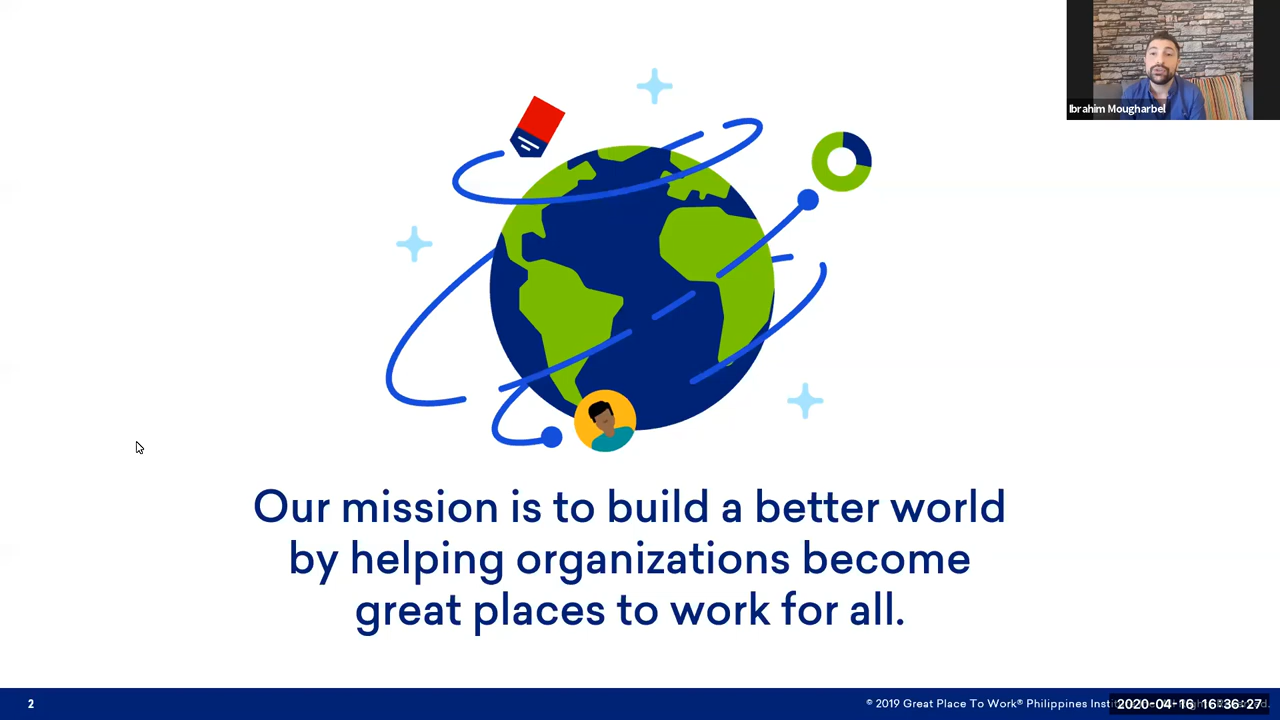 Ibrahim Mougharbel
Our mission is to build a better world
by helping organizations become
great places to work for all.
2
© 2019 Great Place To Work® Philippines
2020-04-16 16:36:27